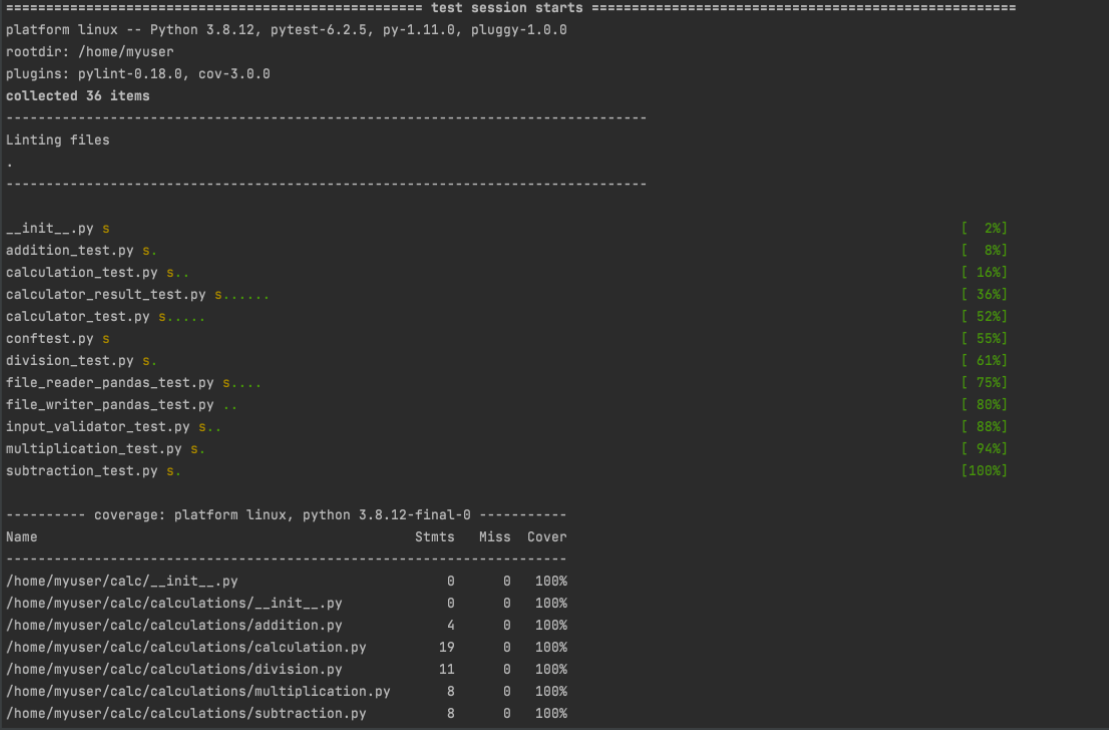 ==================================================== test session starts =====================================================
platform linux -- Python 3.8.12, pytest-6.2.5, py-1.11.0, pluggy-1.0.0
rootdir: /home/myuser
plugins: pylint-0.18.0, cov-3.0.0
collected 36 items
--------------------------------------------------------------------------------
Linting files
.
--------------------------------------------------------------------------------
__init__.py s [  2%]
addition_test.py s. [  8%]
calculation_test.py s.. [ 16%]
calculator_result_test.py s...... [ 36%]
calculator_test.py s..... [ 52%]
conftest.py s [ 55%]
division_test.py s. [ 61%]
file_reader_pandas_test.py s.... [ 75%]
file_writer_pandas_test.py .. [ 80%]
input_validator_test.py s.. [ 88%]
multiplication_test.py s. [ 94%]
subtraction_test.py s. [100%]
---------- coverage: platform linux, python 3.8.12-final-0 -----------
Name Stmts Miss Cover
----------------------------------------------------------------------
/home/myuser/calc/__init__.py 0 0 100%
/home/myuser/calc/calculations/__init__.py 0 0 100%
/home/myuser/calc/calculations/addition.py 4 0 100%
/home/myuser/calc/calculations/calculation.py 19 0 100%
/home/myuser/calc/calculations/division.py 11 0 100%
/home/myuser/calc/calculations/multiplication.py 8 0 100%
/home/myuser/calc/calculations/subtraction.py 8 0 100%